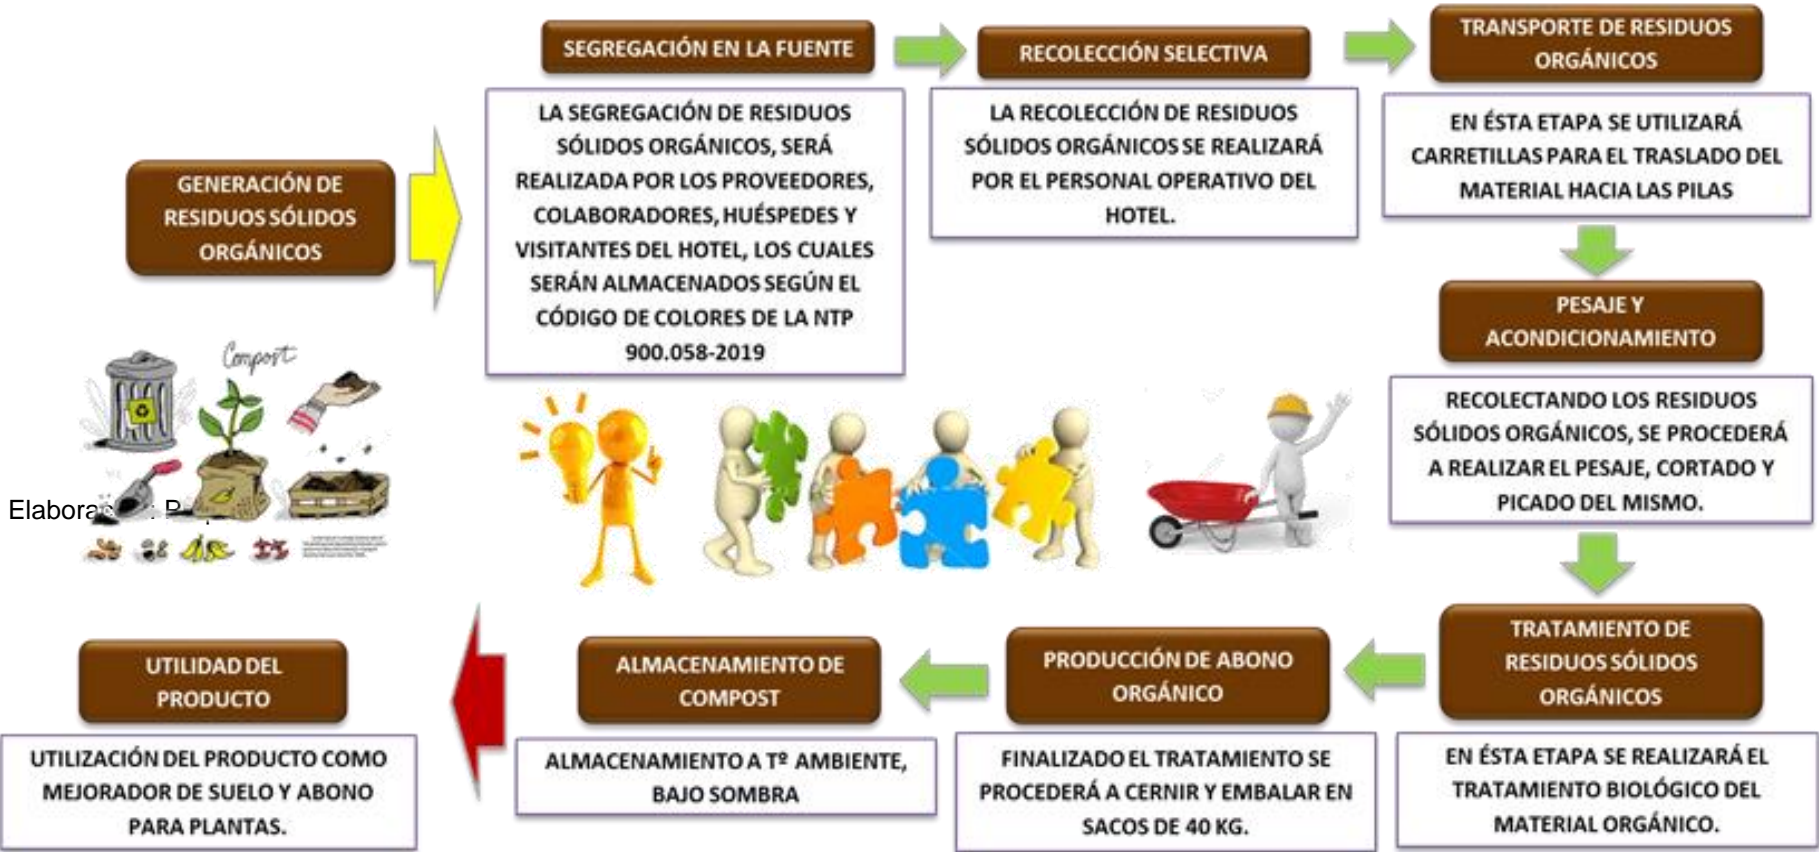 GENERACIÓN DE
RESIDUOS SÓLIDOS
ORGÁNICOS
SEGREGACIÓN EN LA FUENTE
LA SEGREGACIÓN DE RESIDUOS
SÓLIDOS ORGÁNICOS, SERÁ
REALIZADA POR LOS PROVEEDORES,
COLABORADORES, HUÉSPEDES Y
VISITANTES DEL HOTEL, LOS CUALES
SERÁN ALMACENADOS SEGÚN EL
CÓDIGO DE COLORES DE LA NTP
900.058-2019
RECOLECCIÓN SELECTIVA
LA RECOLECCIÓN DE RESIDUOS
SÓLIDOS ORGÁNICOS SE REALIZARÁ
POR EL PERSONAL OPERATIVO DEL
HOTEL.
TRANSPORTE DE RESIDUOS
ORGÁNICOS
EN ÉSTA ETAPA SE UTILIZARÁ
CARRETILLAS PARA EL TRASLADO DEL
MATERIAL HACIA LAS PILAS
PESAJE Y
ACONDICIONAMIENTO
RECOLECTANDO LOS RESIDUOS
SÓLIDOS ORGÁNICOS, SE PROCEDERÁ
A REALIZAR EL PESAJE, CORTADO Y
PICADO DEL MISMO.
Compost
TRATAMIENTO DE
RESIDUOS SÓLIDOS
ORGÁNICOS
EN ÉSTA ETAPA SE REALIZARÁ EL
TRATAMIENTO BIOLÓGICO DEL
MATERIAL ORGÁNICO.
PRODUCCIÓN DE ABONO
ORGÁNICO
FINALIZADO EL TRATAMIENTO SE
PROCEDERÁ A CERNIR Y EMBALAR EN
SACOS DE 40 KG.
ALMACENAMIENTO DE
COMPOST
ALMACENAMIENTO A Tº AMBIENTE,
BAJO SOMBRA
UTILIDAD DEL
PRODUCTO
UTILIZACIÓN DEL PRODUCTO COMO
MEJORADOR DE SUELO Y ABONO
PARA PLANTAS.